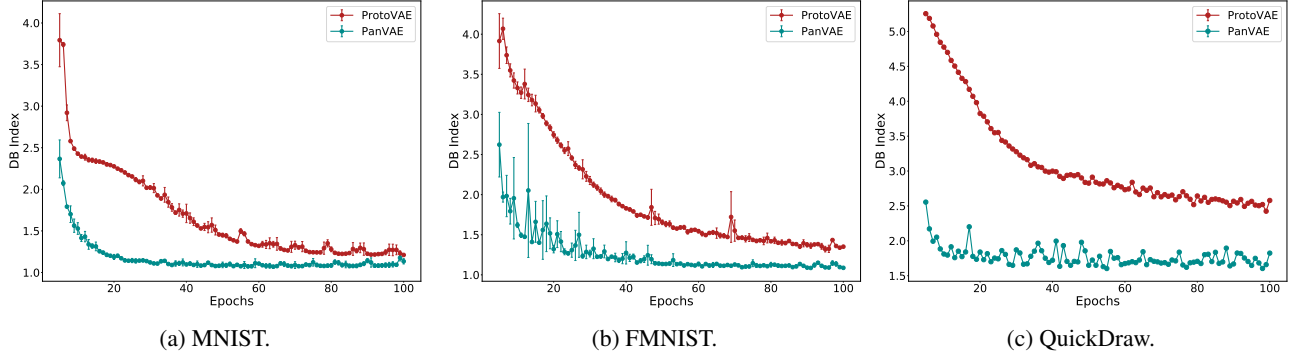 ProtoVAE
PanVAE
4.0
3.5
3.0
2.5
2.0
1.5
1.0
DB Index
20
40
60
80
100
Epochs
(a) MNIST.
ProtoVAE
PanVAE
4.0
3.5
3.0
2.5
2.0
1.5
1.0
DB Index
20
40
60
80
100
Epochs
(b) FMNIST.
ProtoVAE
PanVAE
5.0
4.5
4.0
3.5
3.0
2.5
2.0
1.5
DB Index
20
40
60
80
100
Epochs
(c) QuickDraw.